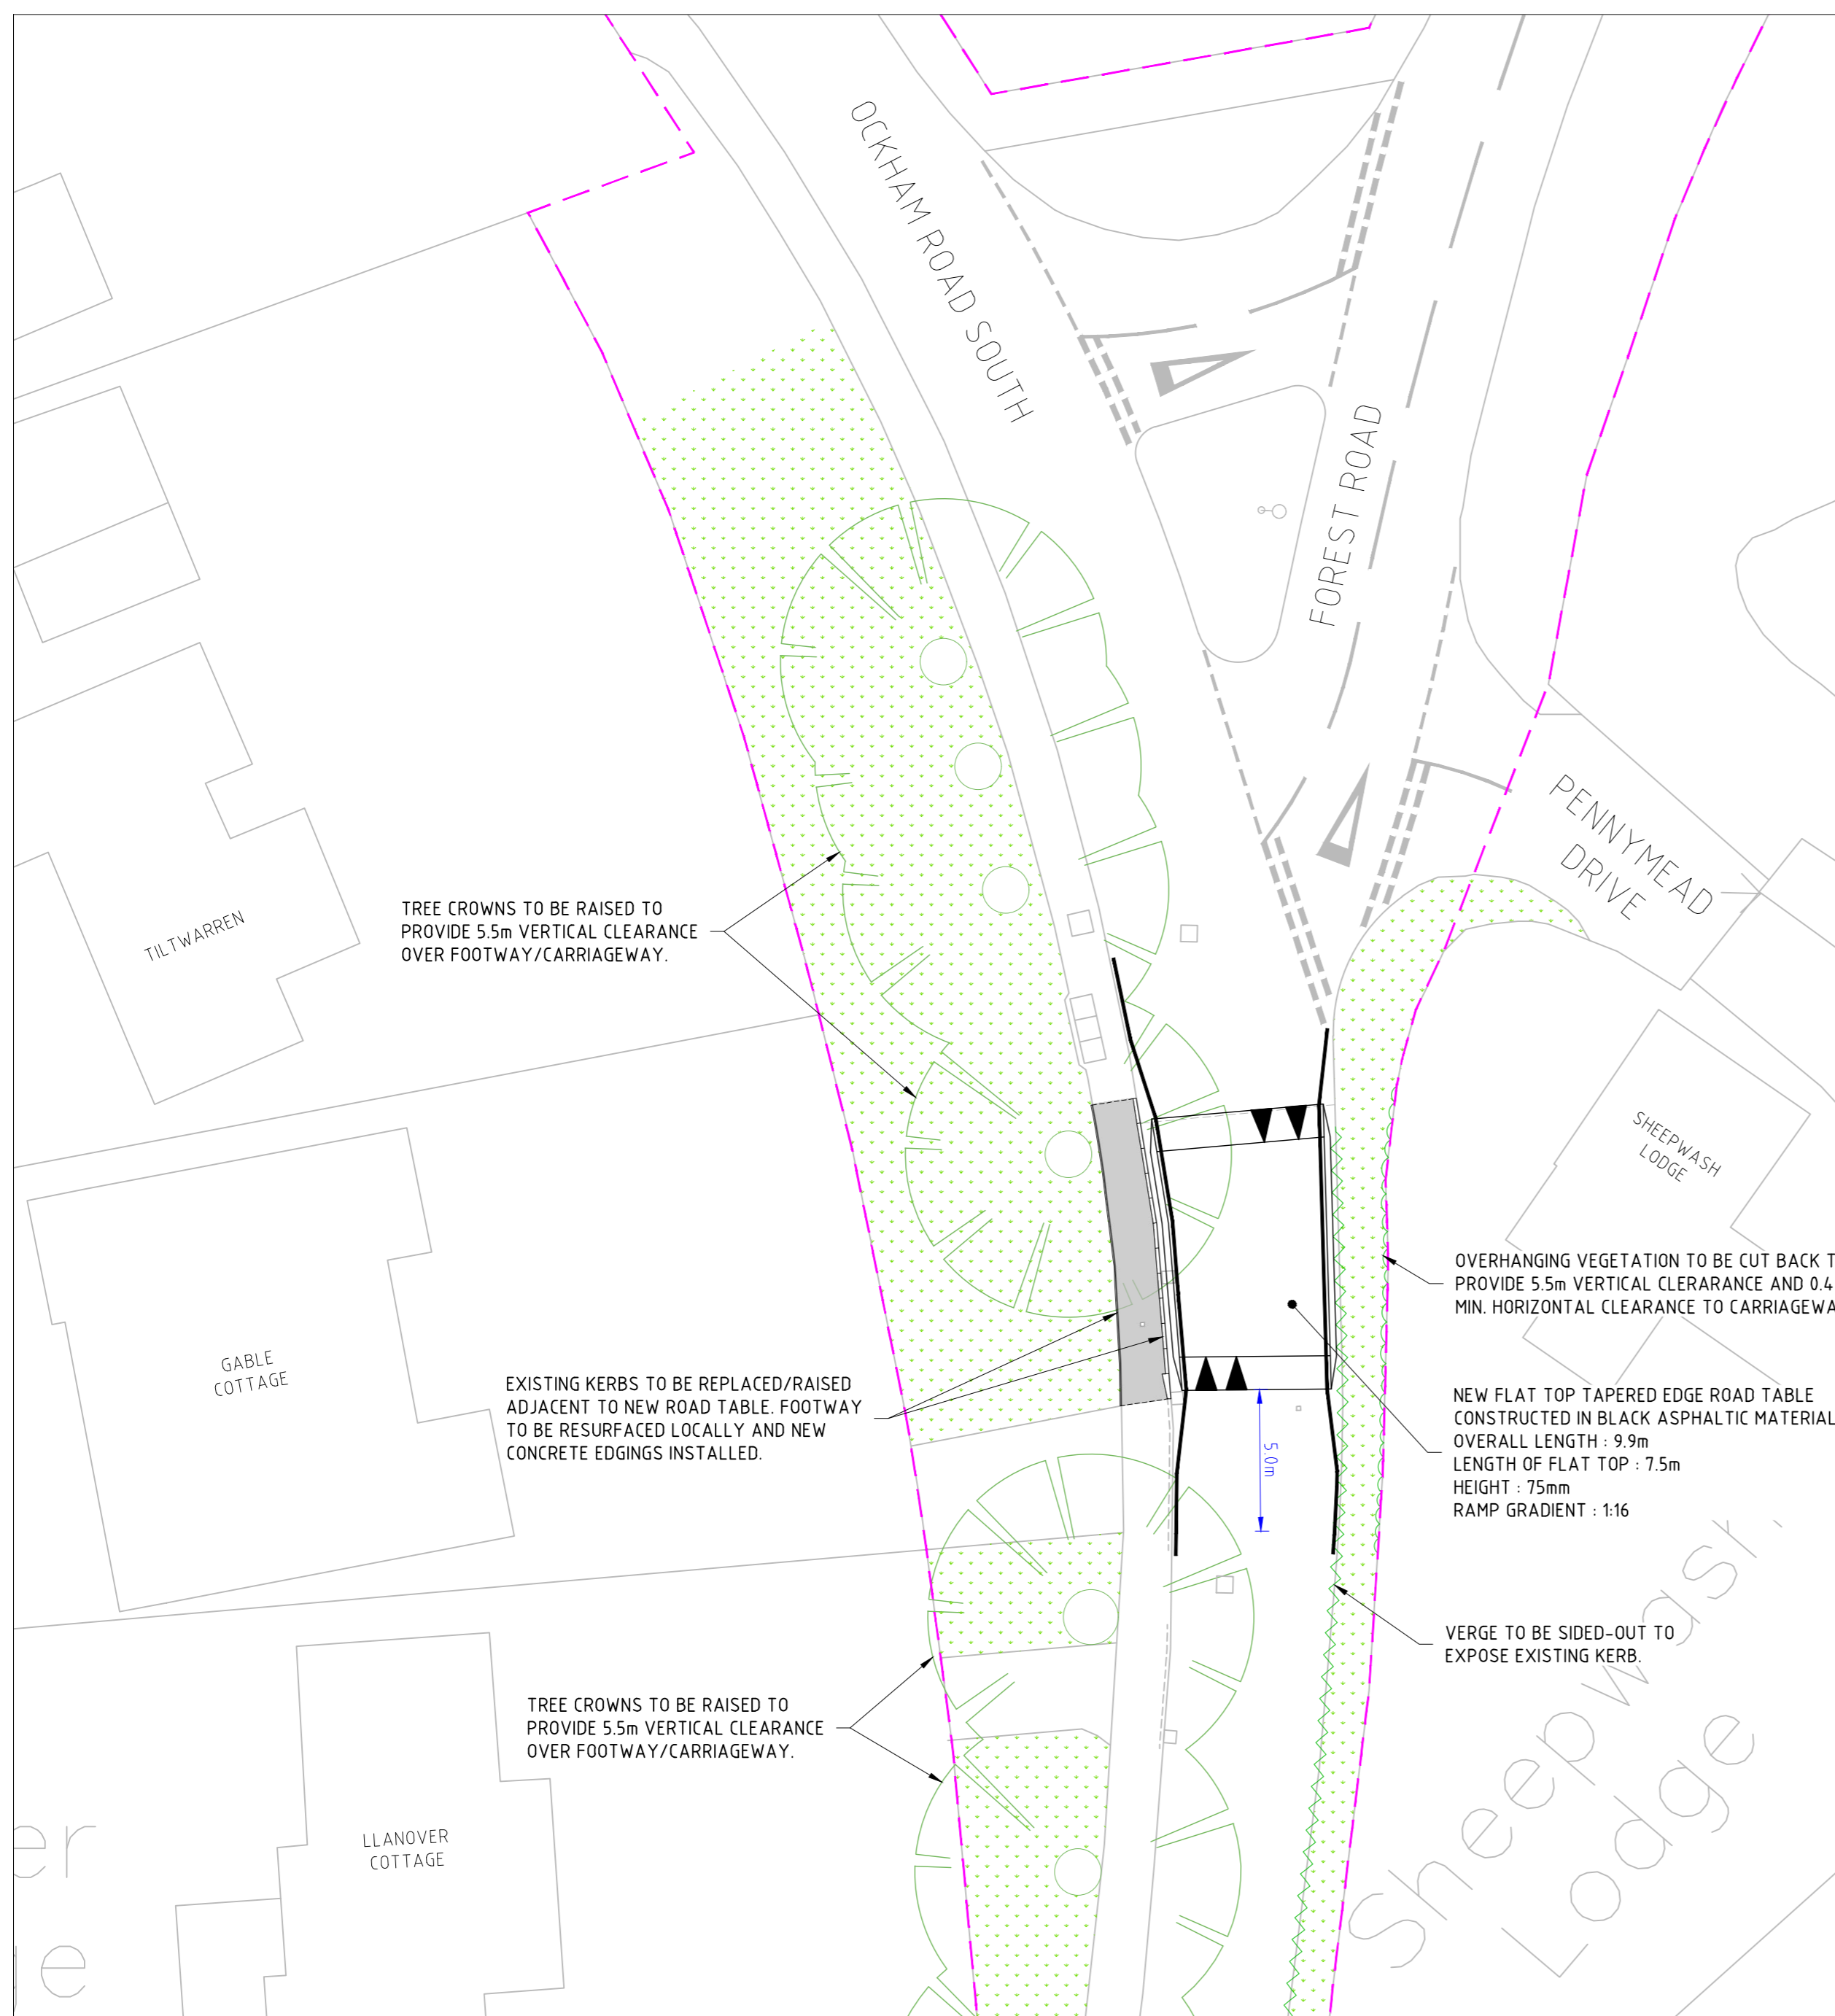 OCKHAM ROAD SOUTH
FOREST ROAD
PENNYMEAD
DRIVE
TILTWARREN
TREE CROWNS TO BE RAISED TO
PROVIDE 5.5m VERTICAL CLEARANCE
OVER FOOTWAY/CARRIAGEWAY.
SHEEPWASH
LODGE
OVERHANGING VEGETATION TO BE CUT BACK T
PROVIDE 5.5m VERTICAL CLERARANCE AND 0.4
MIN. HORIZONTAL CLEARANCE TO CARRIAGEWA
GABLE
COTTAGE
EXISTING KERBS TO BE REPLACED/RAISED
ADJACENT TO NEW ROAD TABLE. FOOTWAY
TO BE RESURFACED LOCALLY AND NEW
CONCRETE EDGINGS INSTALLED.
5.0m
NEW FLAT TOP TAPERED EDGE ROAD TABLE
CONSTRUCTED IN BLACK ASPHALTIC MATERIAL
OVERALL LENGTH : 9.9m
LENGTH OF FLAT TOP : 7.5m
HEIGHT : 75mm
RAMP GRADIENT : 1:16
VERGE TO BE SIDED-OUT TO
EXPOSE EXISTING KERB.
TREE CROWNS TO BE RAISED TO
PROVIDE 5.5m VERTICAL CLEARANCE
OVER FOOTWAY/CARRIAGEWAY.
LLANOVER
COTTAGE
er
e
Sheepwash
Lodge